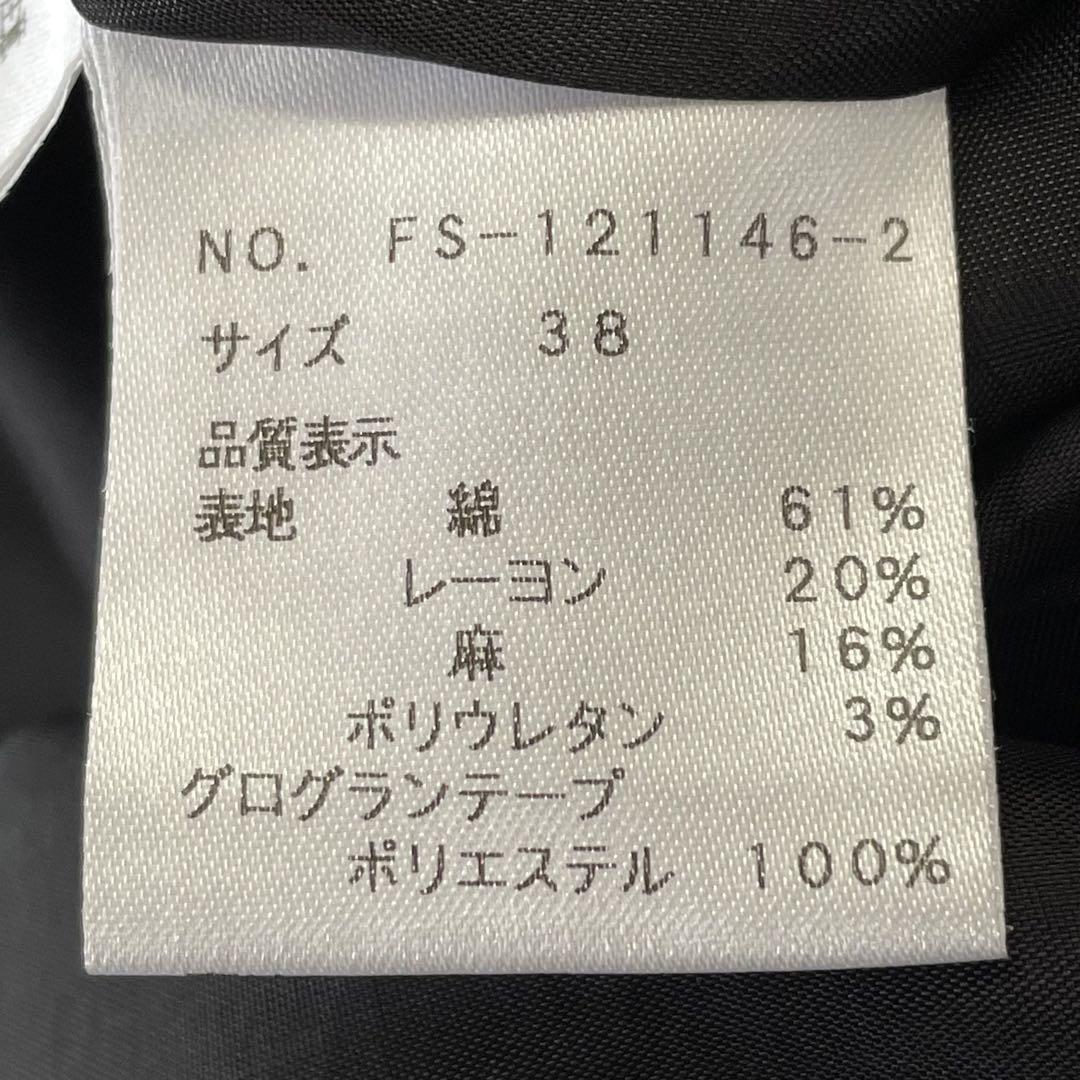 NO. FS-121146-2
サイズ 38
品質表示
表地 綿 61%
レーヨン 20%
麻 16%
ポリウレタン 3%
グログランテープ
ポリエステル 100%